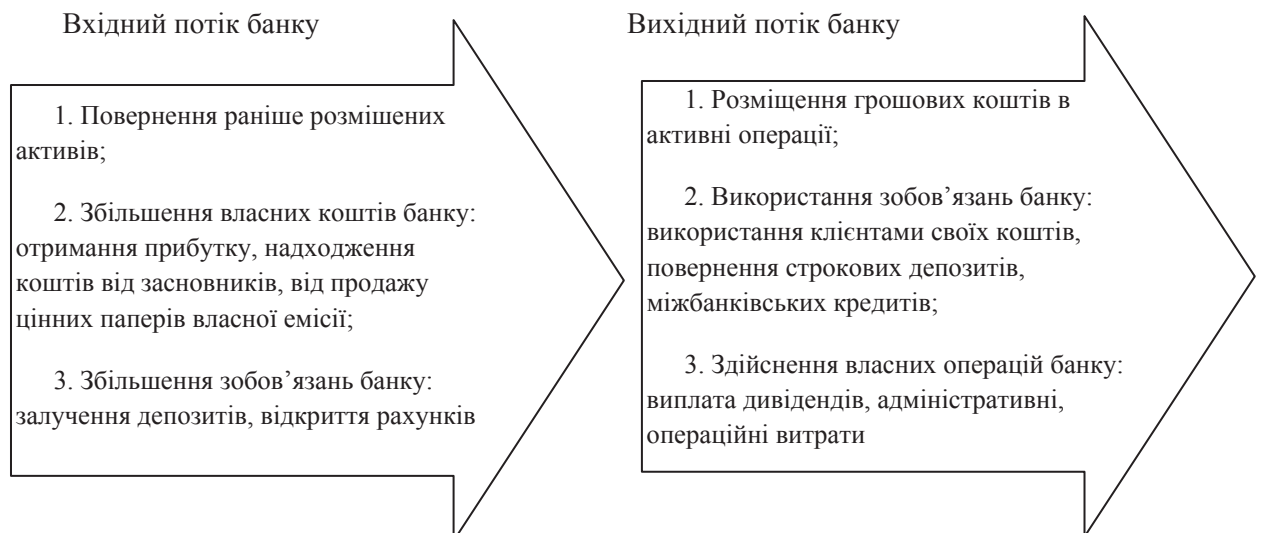 Вхідний потік банку
1. Повернення раніше розмішених
активів;
2. Збільшення власних коштів банку:
отримання прибутку, надходження
коштів від засновників, від продажу
цінних паперів власної емісії;
3. Збільшення зобов’язань банку:
залучення депозитів, відкриття рахунків
Вихідний потік банку
1. Розміщення грошових коштів в
активні операції;
2. Використання зобов’язань банку:
використання клієнтами своїх коштів,
повернення строкових депозитів,
міжбанківських кредитів;
3. Здійснення власних операцій банку:
виплата дивідендів, адміністративні,
операційні витрати